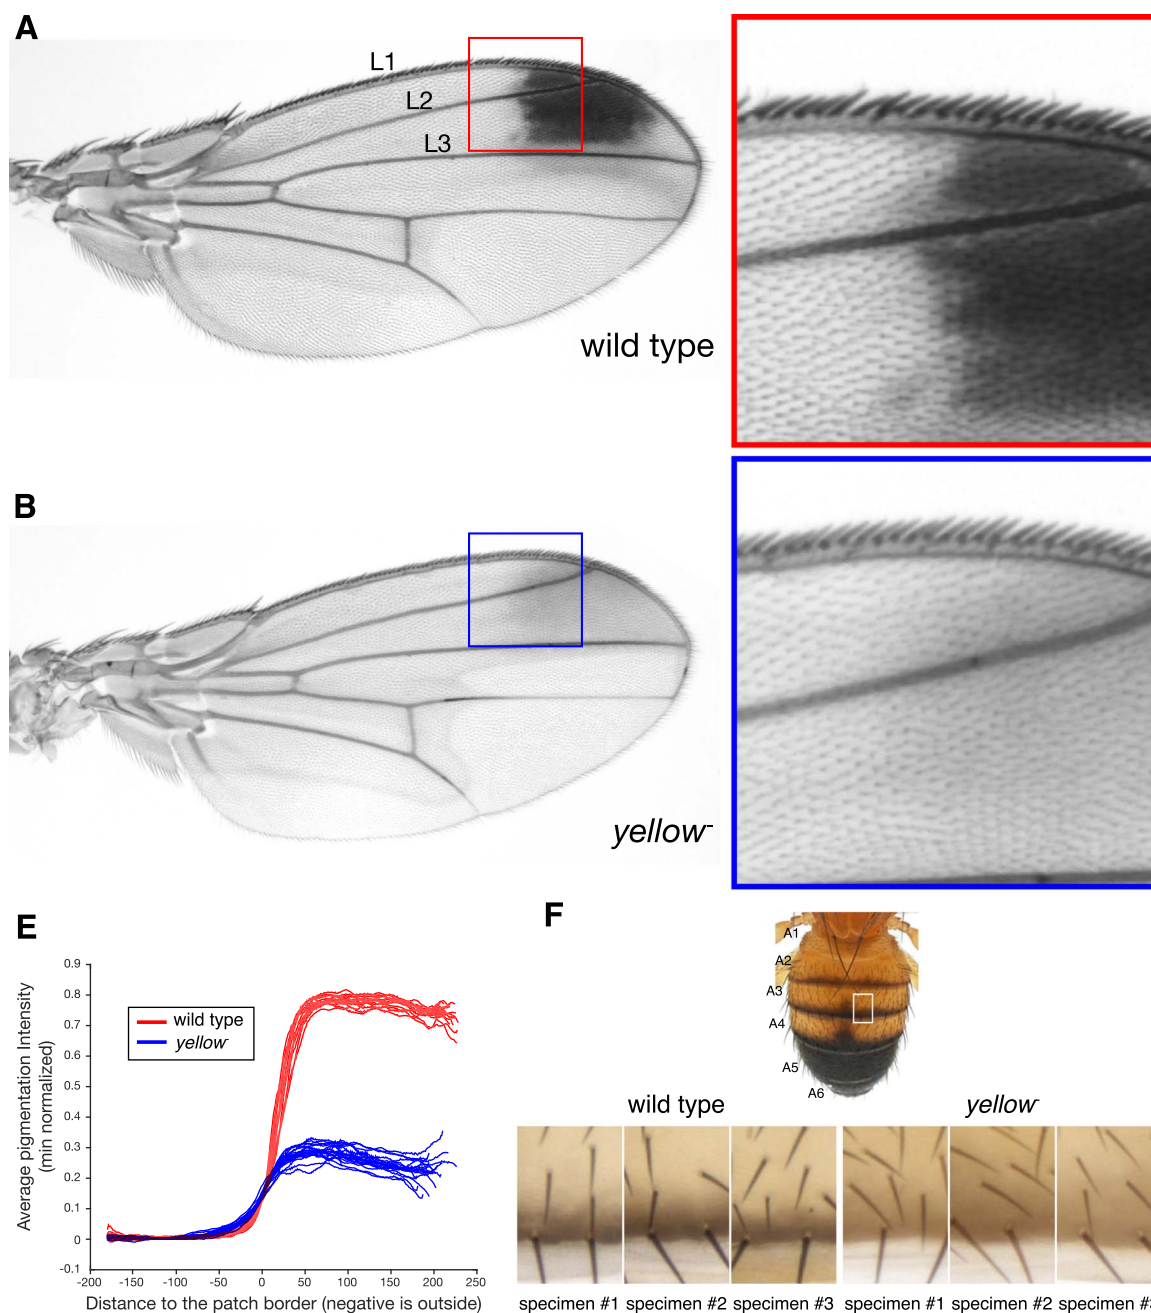 A
L1
L2
L3
wild type
B
yellow-
E
Average pigmentation Intensity
(min normalized)
0.9
0.8
0.7
0.6
0.5
0.4
0.3
0.2
0.1
0
-0.1
wild type
yellow-
-200 -150 -100 -50 0 50 100 150 200 250
Distance to the patch border (negative is outside)
F
A1
A2
A3
A4
A5
A6
wild type yellow-
specimen #1 specimen #2 specimen #3 specimen #1 specimen #2